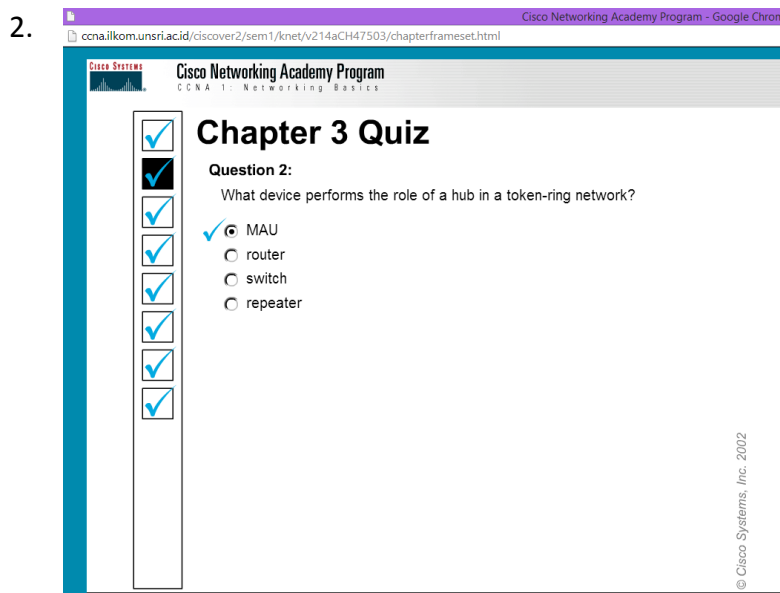 2.
Cisco Networking Academy Program - Google Chrom
ccna.ilkom.unsri.ac.id/ciscover2/sem1/knet/v214aCH47503/chapterframeset.html
CISCO SYSTEMS
Cisco Networking Academy Program
CCNA 1: Networking Basics
Chapter 3 Quiz
Question 2:
What device performs the role of a hub in a token-ring network?
MAU
router
switch
repeater
© Cisco Systems, Inc. 2002